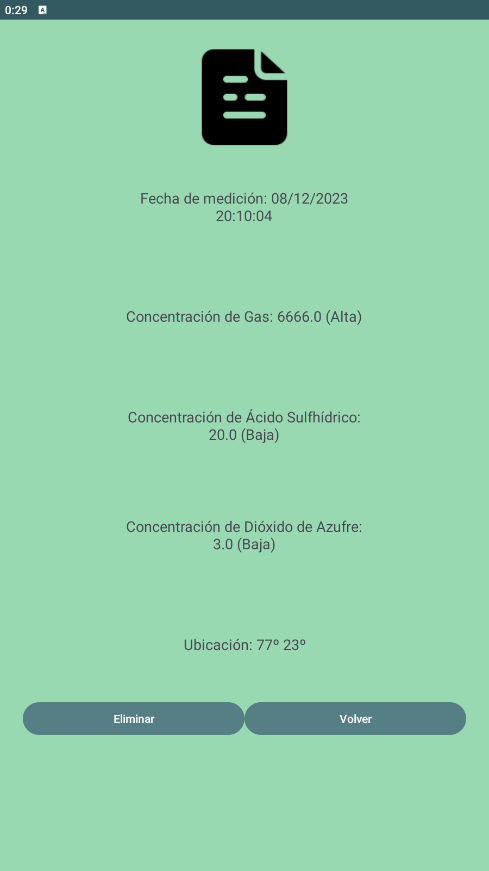 0:29
Fecha de medición: 08/12/2023
20:10:04
Concentración de Gas: 6666.0 (Alta)
Concentración de Ácido Sulfhídrico:
20.0 (Baja)
Concentración de Dióxido de Azufre:
3.0 (Baja)
Ubicación: 77º 23º
Eliminar
Volver